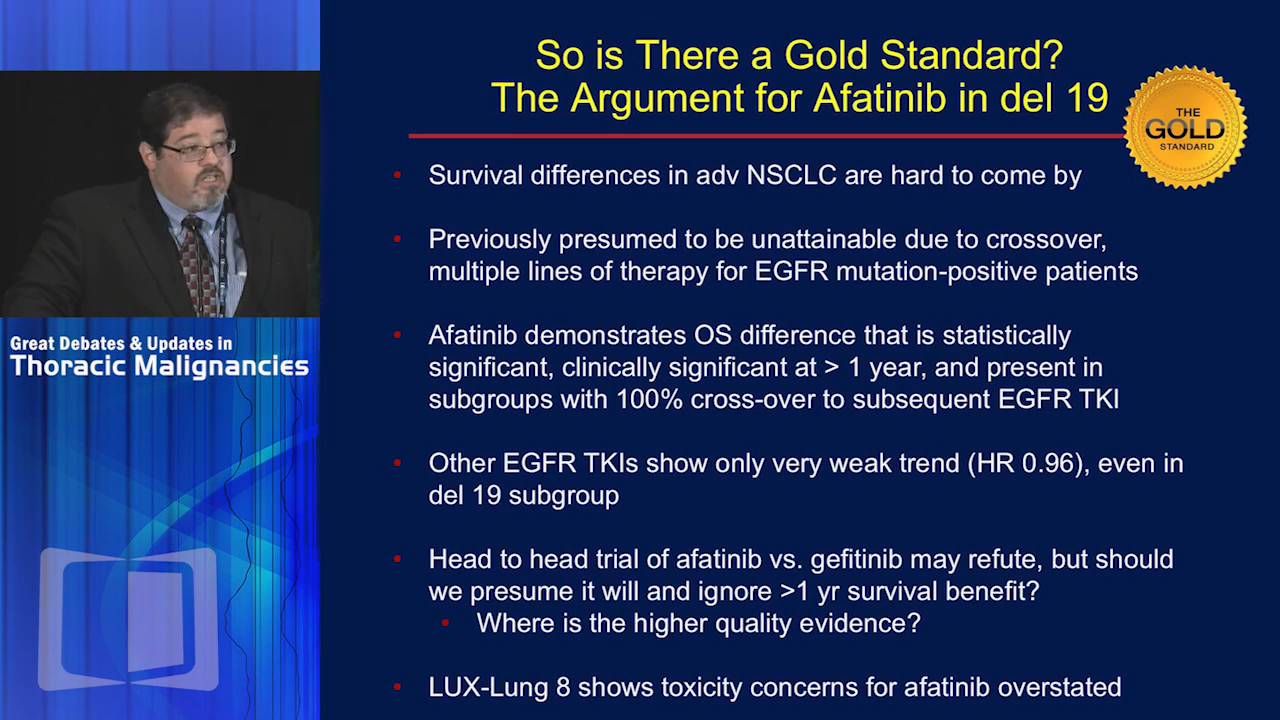 So is There a Gold Standard?
The Argument for Afatinib in del 19
THE
GOLD
STANDARD
• Survival differences in adv NSCLC are hard to come by
• Previously presumed to be unattainable due to crossover,
multiple lines of therapy for EGFR mutation-positive patients
• Afatinib demonstrates OS difference that is statistically
significant, clinically significant at > 1 year, and present in
subgroups with 100% cross-over to subsequent EGFR TKI
• Other EGFR TKIs show only very weak trend (HR 0.96), even in
del 19 subgroup
• Head to head trial of afatinib vs. gefitinib may refute, but should
we presume it will and ignore >1 yr survival benefit?
• Where is the higher quality evidence?
• LUX-Lung 8 shows toxicity concerns for afatinib overstated
Great Debates & Updates in
Thoracic Malignancies